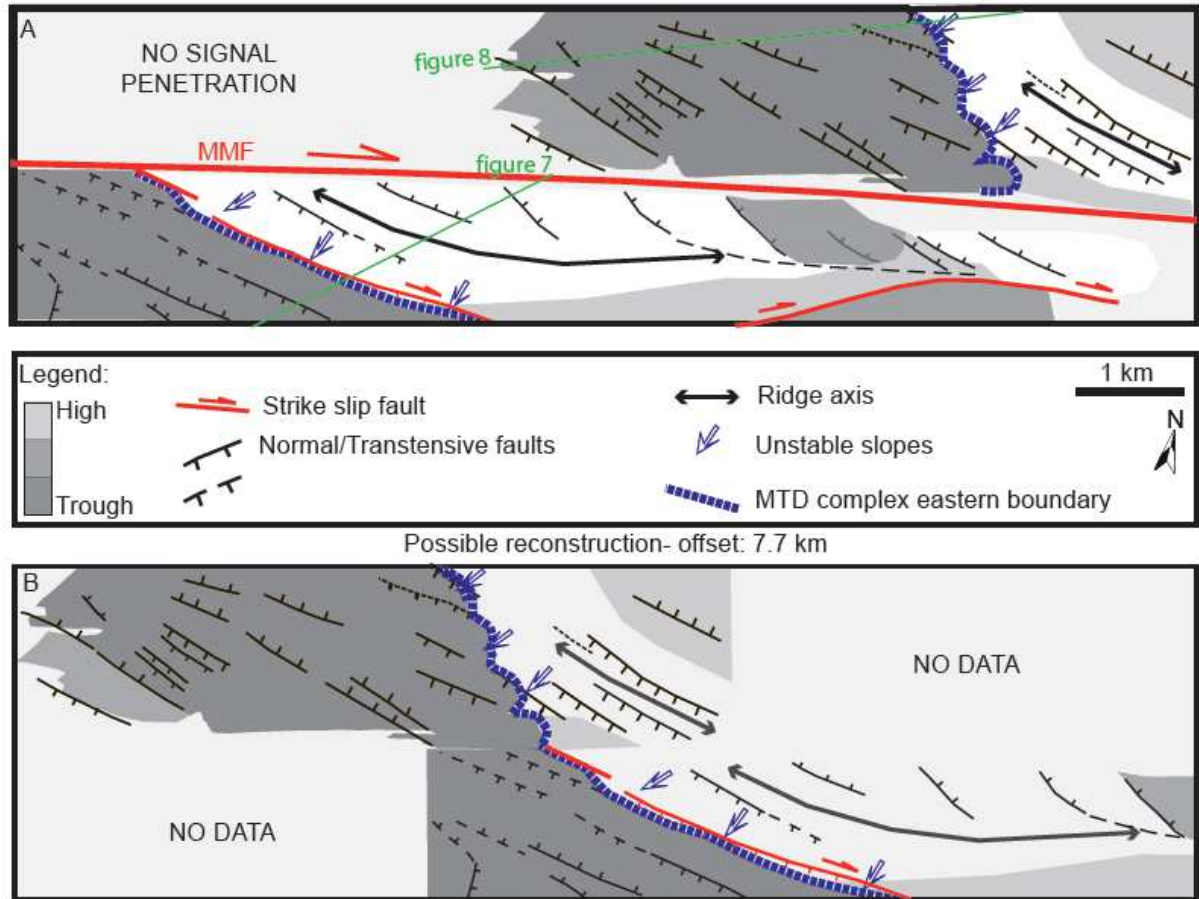 A
NO SIGNAL
PENETRATION
figure 8
MMF
figure 7
Legend:
High
Trough
Strike slip fault
Normal/Transtensive faults
Ridge axis
Unstable slopes
MTD complex eastern boundary
1 km
N
Possible reconstruction- offset: 7.7 km
B
NO DATA
NO DATA